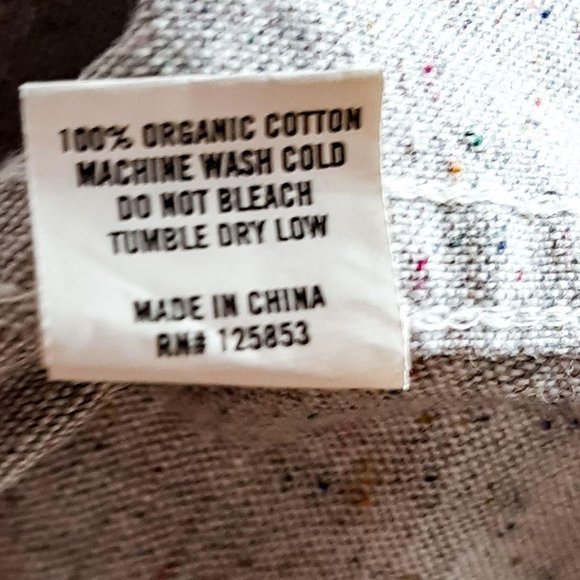 100% ORGANIC COTTON
MACHINE WASH COLD
DO NOT BLEACH
TUMBLE DRY LOW
MADE IN CHINA
RN# 125853